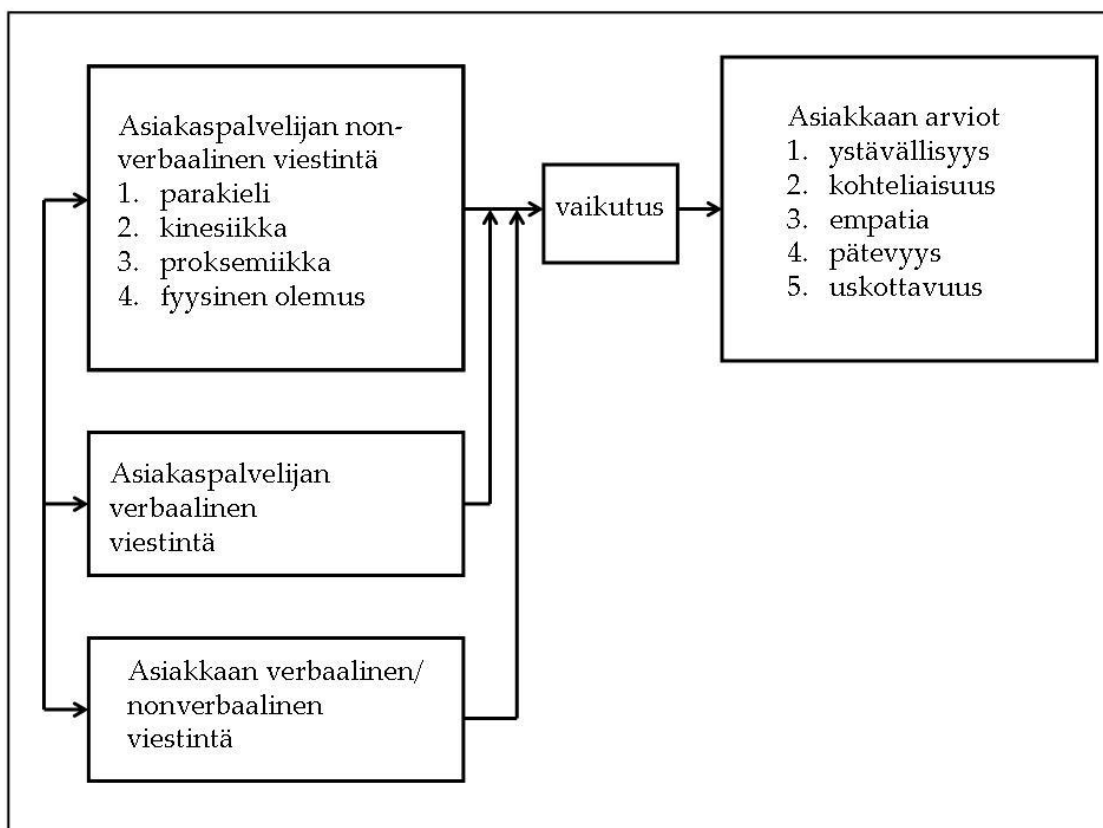 Asiakaspalvelijan non-
verbaalinen viestintä
1. parakieli
2. kinesiikka
3. proksemiikka
4. fyysinen olemus
Asiakaspalvelijan
verbaalinen
viestintä
Asiakkaan verbaalinen/
nonverbaalinen
viestintä
vaikutus
Asiakkaan arviot
1. ystävällisyys
2. kohteliaisuus
3. empatia
4. pätevyys
5. uskottavuus